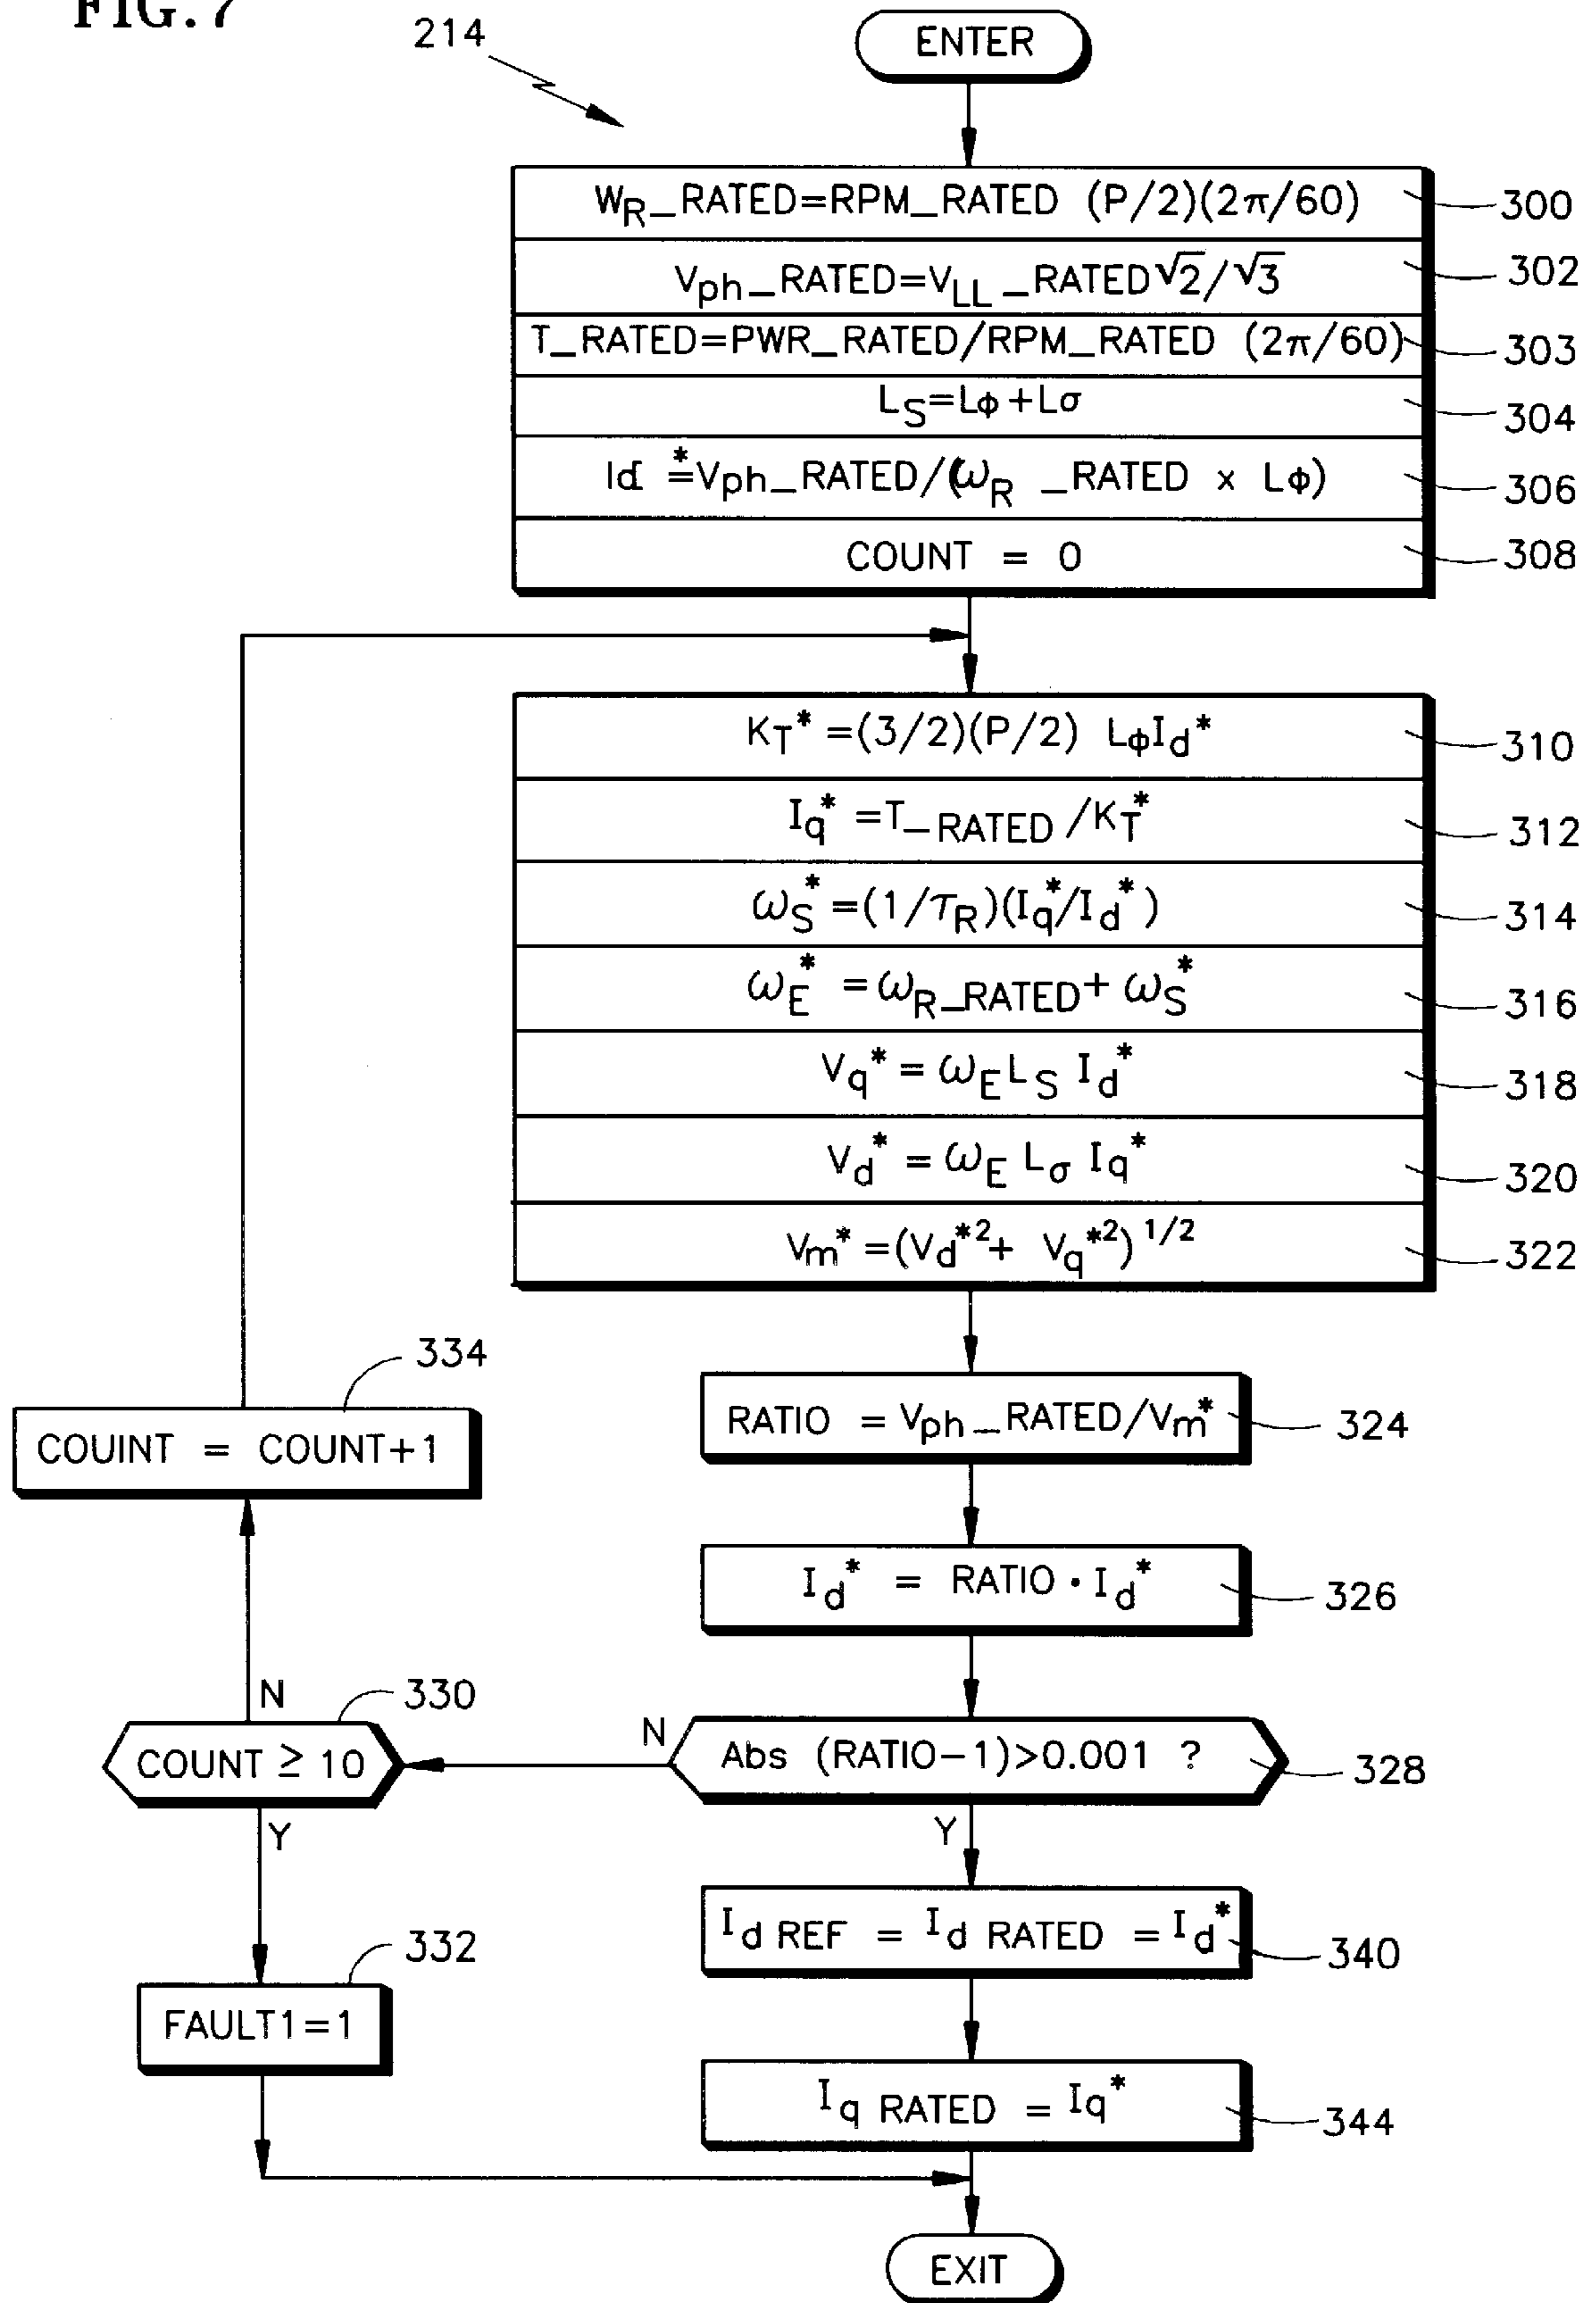 FIG.7
214
ENTER
W_R_RATED=RPM_RATED (P/2)(2π/60)
300
V_ph_RATED=V_LL_RATED√2/√3
302
T_RATED=PWR_RATED/RPM_RATED (2π/60)
303
L_S=Lφ+Lσ
304
Id *=V_ph_RATED/(ω_R _RATED x Lφ)
306
COUNT = 0
308
K_T*=(3/2)(P/2) LφI_d*
310
I_q*=T_RATED/K_T*
312
ω_S*=(1/τ_R)(I_q*/I_d*)
314
ω_E*=ω_R_RATED+ ω_S*
316
V_q*=ω_E L_S I_d*
318
V_d*=ω_E L_σ I_q*
320
V_m*=(V_d*²+ V_q*²)^1/2
322
RATIO = V_ph_RATED/V_m*
324
334
COUINT = COUNT+1
I_d* = RATIO · I_d*
326
N
330
COUNT ≥ 10
N
Abs (RATIO-1)>0.001 ?
328
Y
Y
I_d REF = I_d RATED = I_d*
340
332
FAULT1=1
I_q RATED = I_q*
344
EXIT